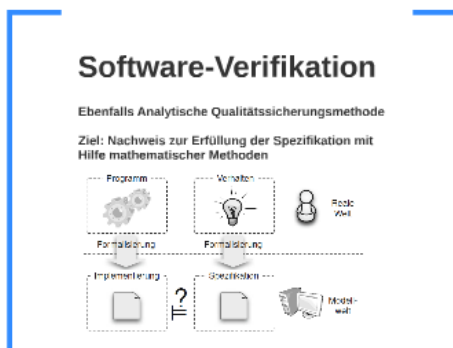 Software-Verifikation
Ebenfalls Analytische Qualitätssicherungsmethode
Ziel: Nachweis zur Erfüllung der Spezifikation mit
Hilfe mathematischer Methoden
Programm Verhalten
Reale
Welt
Formalisierung Formalisierung
Implementierung Spezifikation
?
⊨
Modell-
welt